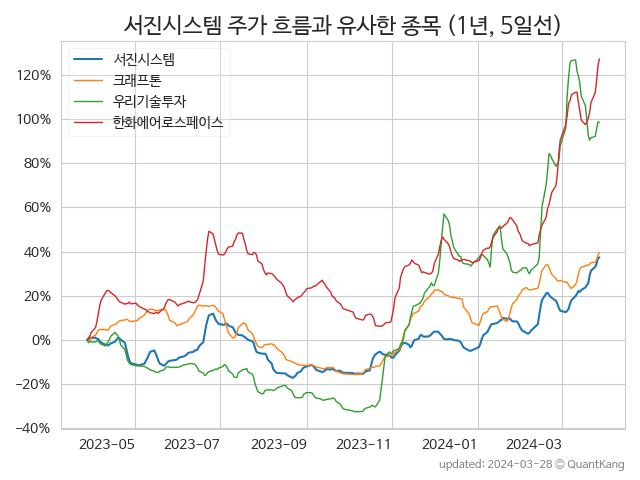 서진시스템 주가 흐름과 유사한 종목 (1년, 5일선)
서진시스템
크래프톤
우리기술투자
한화에어로스페이스
120%
100%
80%
60%
40%
20%
0%
−20%
−40%
2023-05 2023-07 2023-09 2023-11 2024-01 2024-03
updated: 2024-03-28 © QuantKang